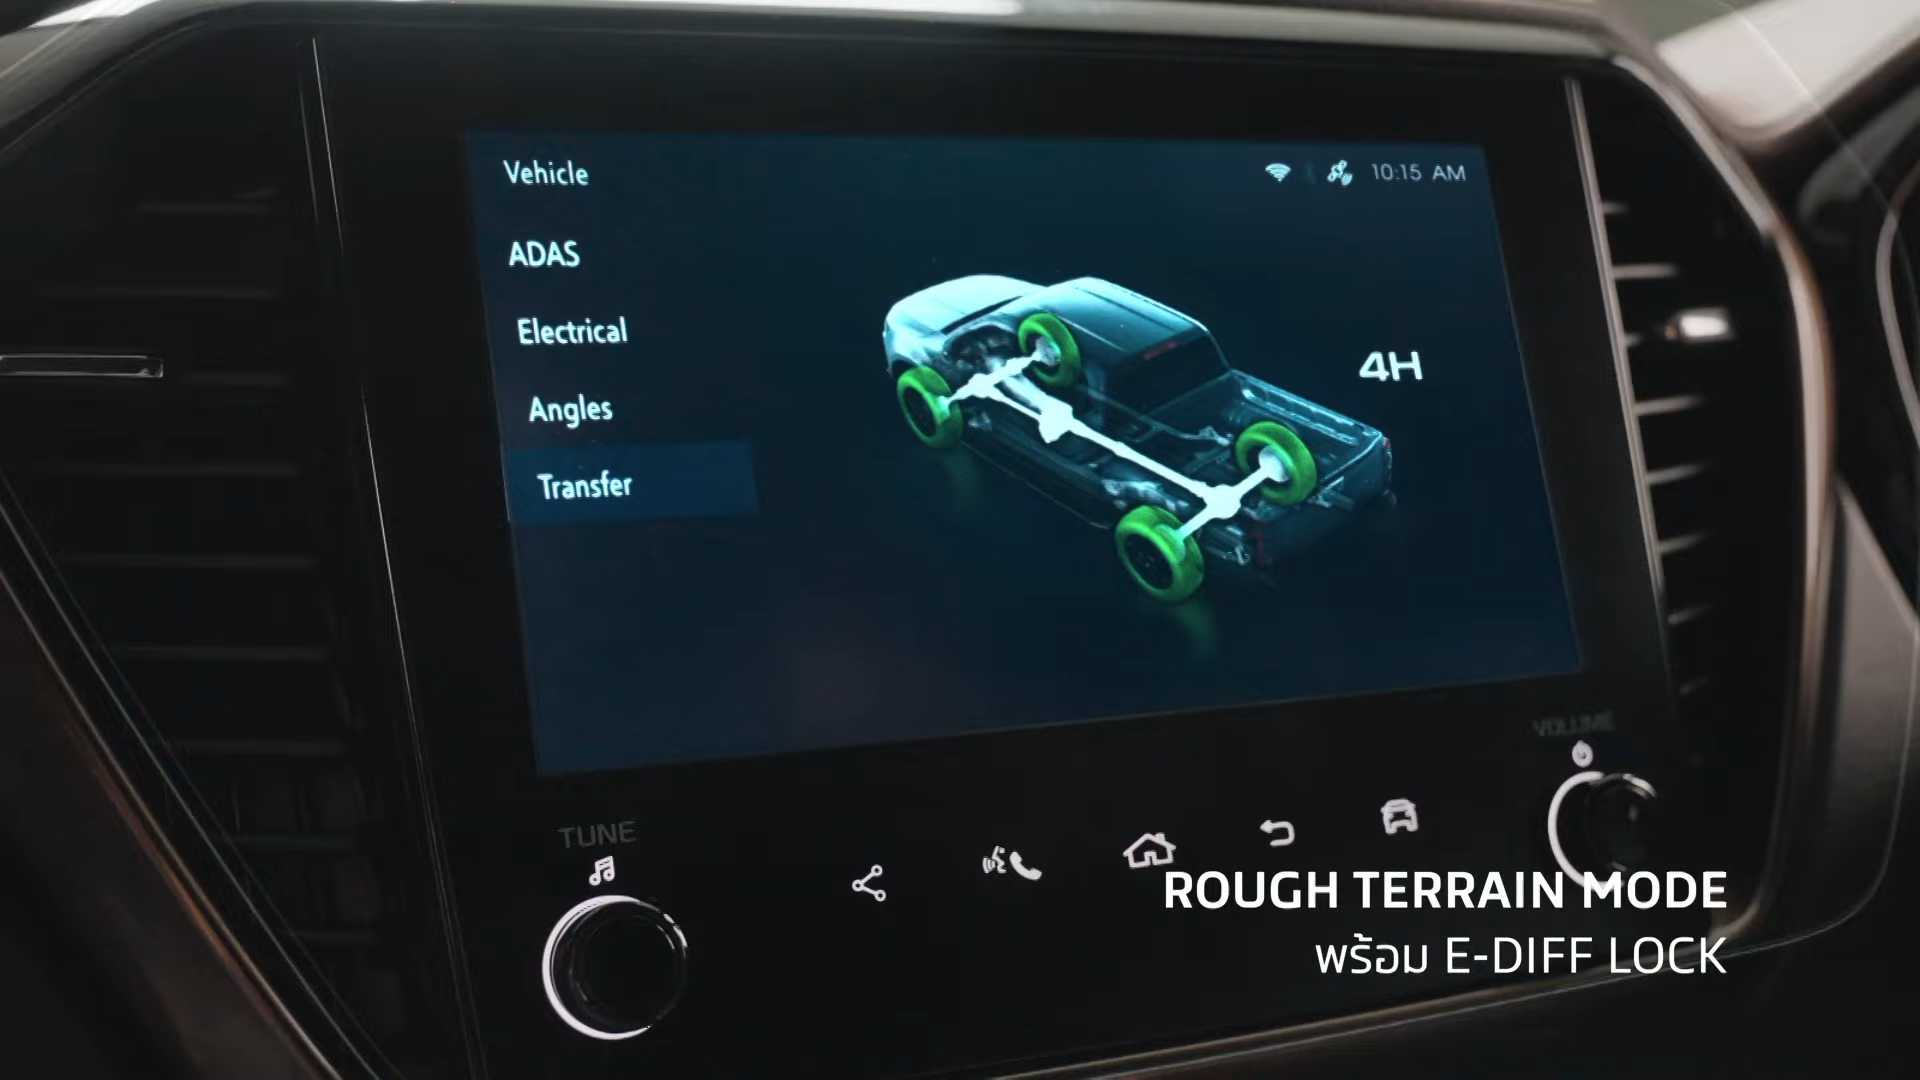 Vehicle
10:15 AM
ADAS
Electrical
Angles
Transfer
4H
VOLUME
TUNE
ROUGH TERRAIN MODE
พร้อม E-DIFF LOCK